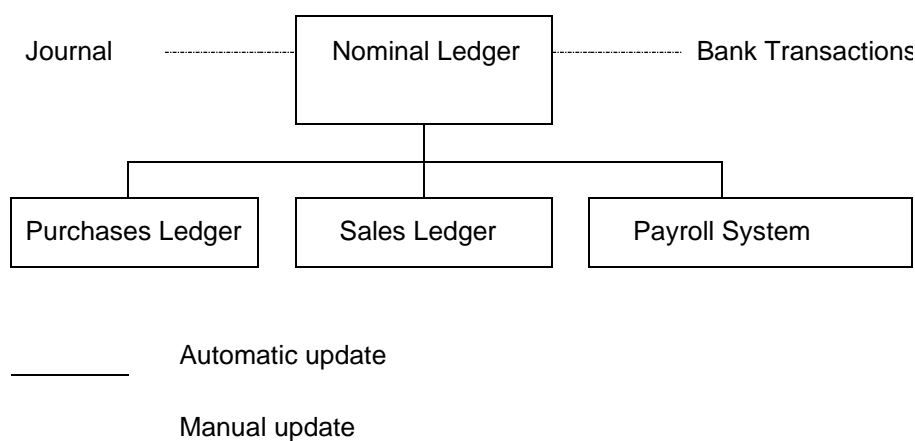 Journal
Nominal Ledger
Bank Transactions
Purchases Ledger
Sales Ledger
Payroll System
Automatic update
Manual update